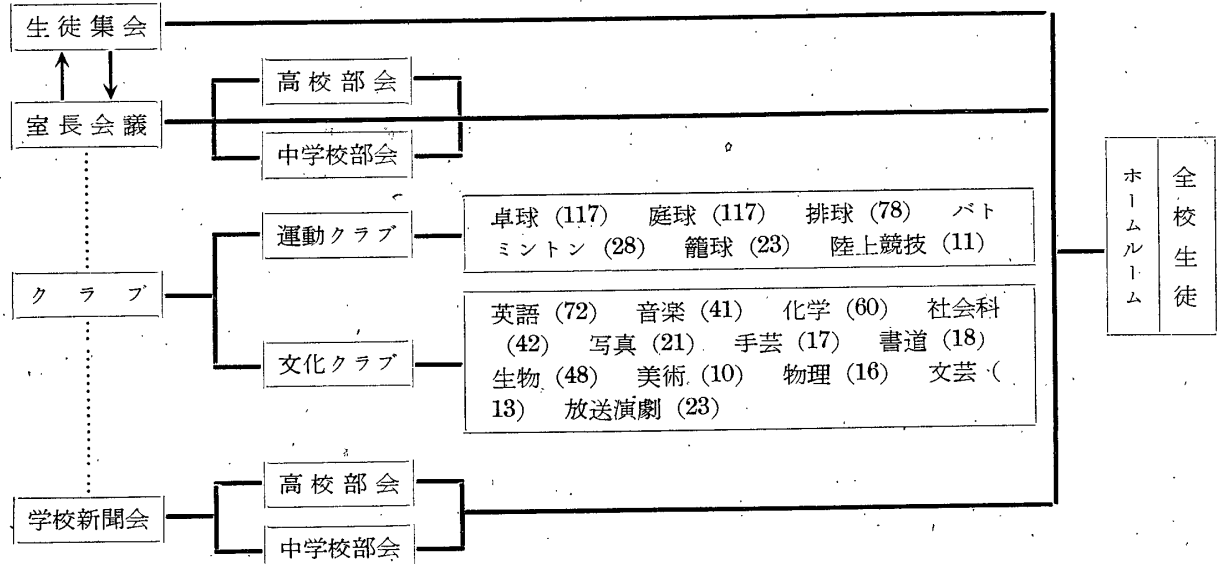 生徒集会
室長会議
高校部会
中学校部会
クラブ
運動クラブ
卓球 (117) 庭球 (117) 排球 (78) バト
ミントン (28) 籠球 (23) 陸上競技 (11)
文化クラブ
英語 (72) 音楽 (41) 化学 (60) 社会科
(42) 写真 (21) 手芸 (17) 書道 (18)
生物 (48) 美術 (10) 物理 (16) 文芸 (
13) 放送演劇 (23)
学校新聞会
高校部会
中学校部会
全校生徒
ホームルーム